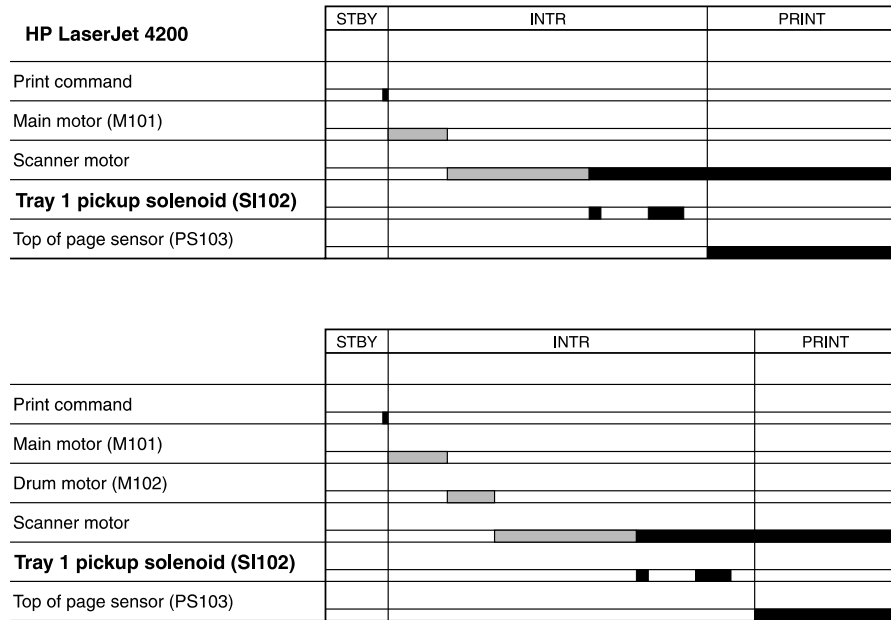 STBY INTR PRINT
HP LaserJet 4200
Print command
Main motor (M101)
Scanner motor
Tray 1 pickup solenoid (Sl102)
Top of page sensor (PS103)
STBY INTR PRINT
Print command
Main motor (M101)
Drum motor (M102)
Scanner motor
Tray 1 pickup solenoid (Sl102)
Top of page sensor (PS103)